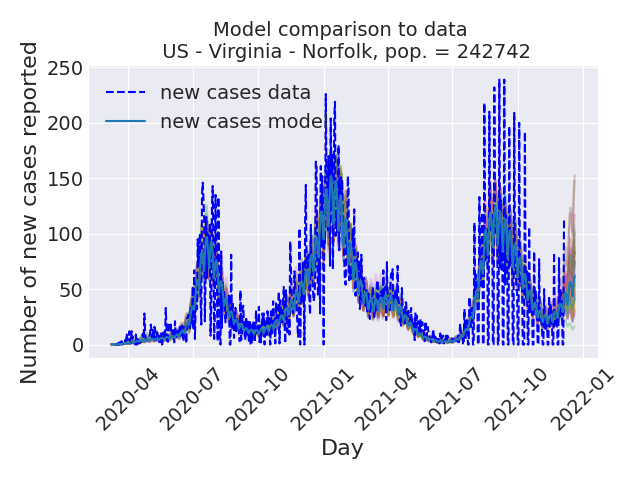 Model comparison to data
US - Virginia - Norfolk, pop. = 242742
Number of new cases reported
250
200
150
100
50
0
new cases data
new cases model
2020-04
2020-07
2020-10
2021-01
2021-04
2021-07
2021-10
2022-01
Day